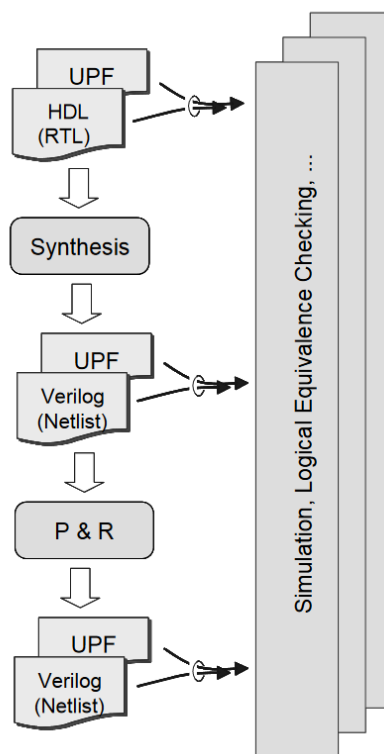 UPF
HDL
(RTL)
Synthesis
UPF
Verilog
(Netlist)
P & R
UPF
Verilog
(Netlist)
Simulation, Logical Equivalence Checking, ...